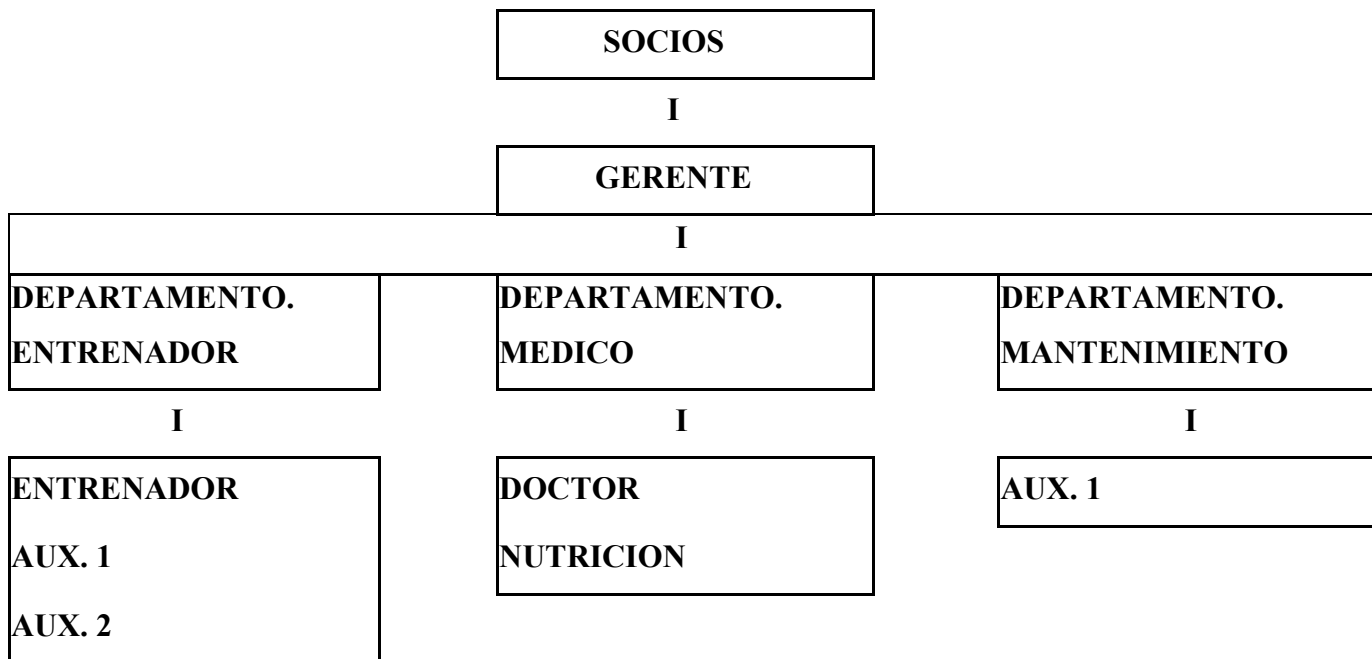 SOCIOS
I
GERENTE
I
DEPARTAMENTO.
ENTRENADOR
DEPARTAMENTO.
MEDICO
DEPARTAMENTO.
MANTENIMIENTO
I
I
I
ENTRENADOR
AUX. 1
AUX. 2
DOCTOR
NUTRICION
AUX. 1